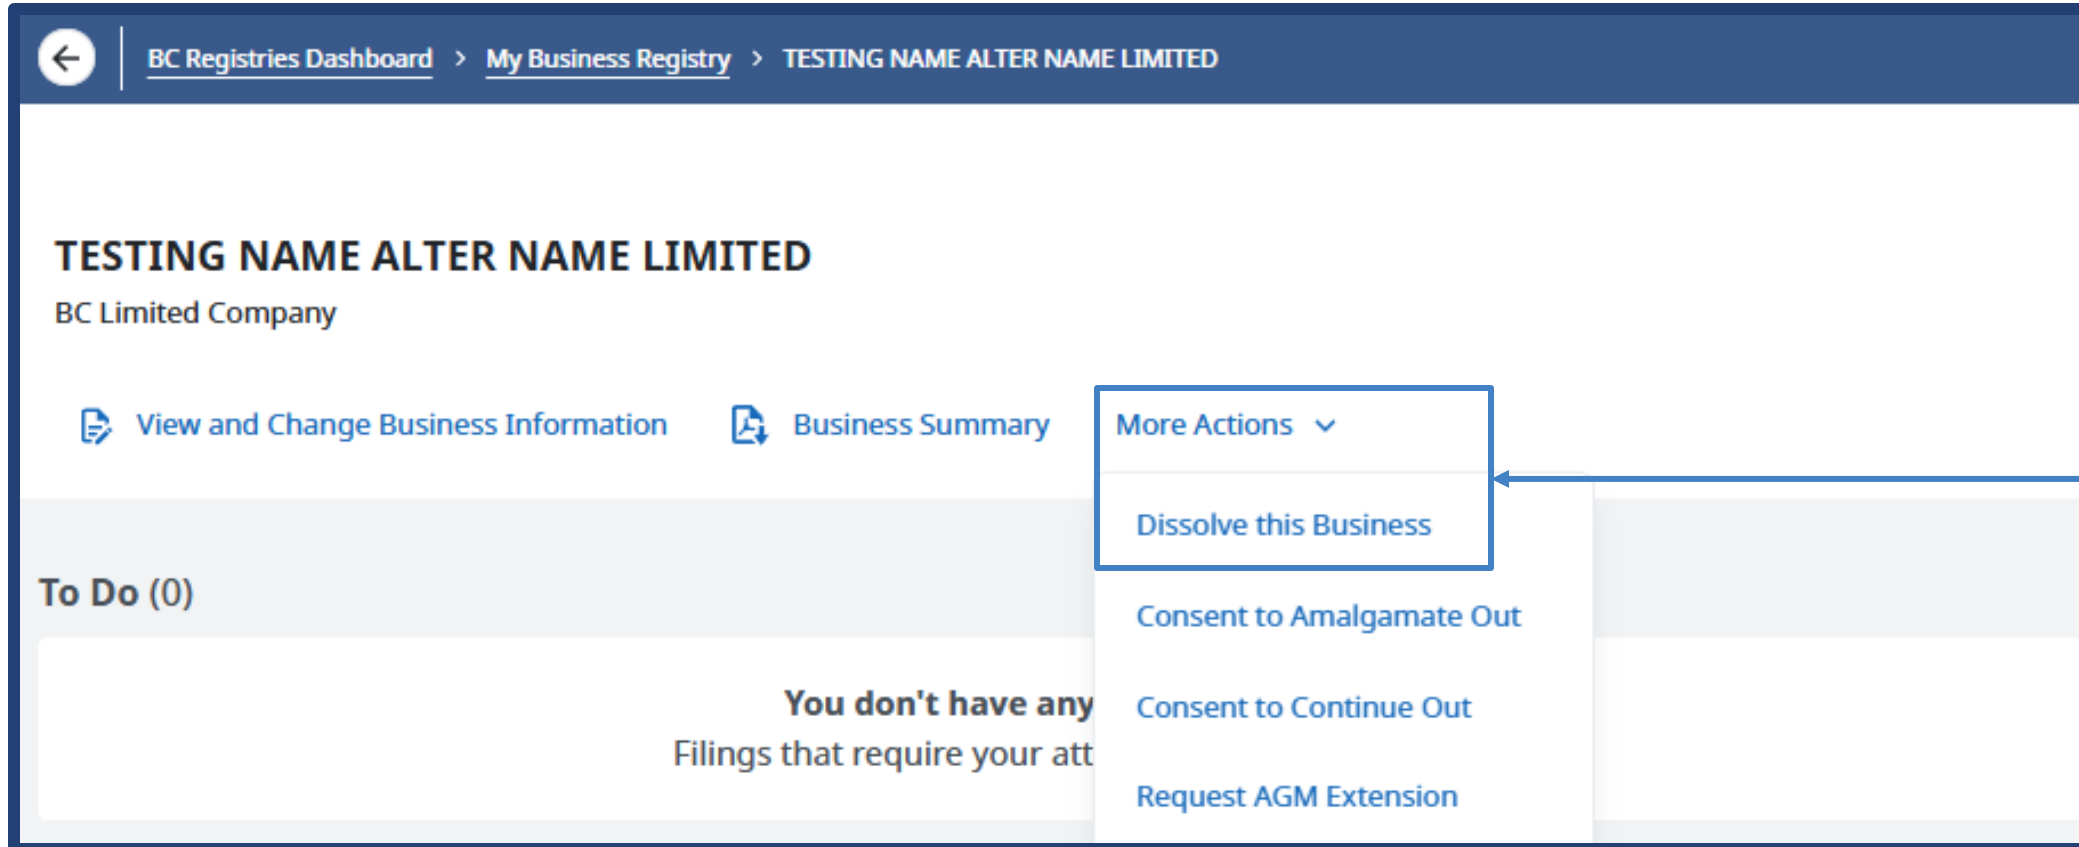 BC Registries Dashboard > My Business Registry > TESTING NAME ALTER NAME LIMITED
TESTING NAME ALTER NAME LIMITED
BC Limited Company
View and Change Business Information Business Summary More Actions
Dissolve this Business
Consent to Amalgamate Out
Consent to Continue Out
Request AGM Extension
To Do (0)
You don't have any
Filings that require your att